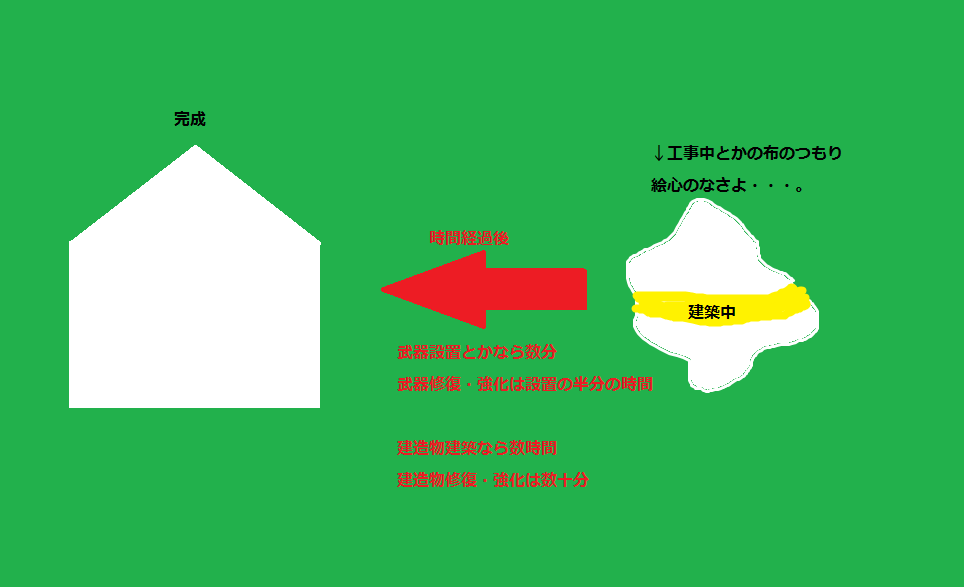 完成
↓工事中とかの布のつもり
絵心のなさよ・・・。
時間経過後
建築中
武器設置とかなら数分
武器修復・強化は設置の半分の時間
建造物建築なら数時間
建造物修復・強化は数十分